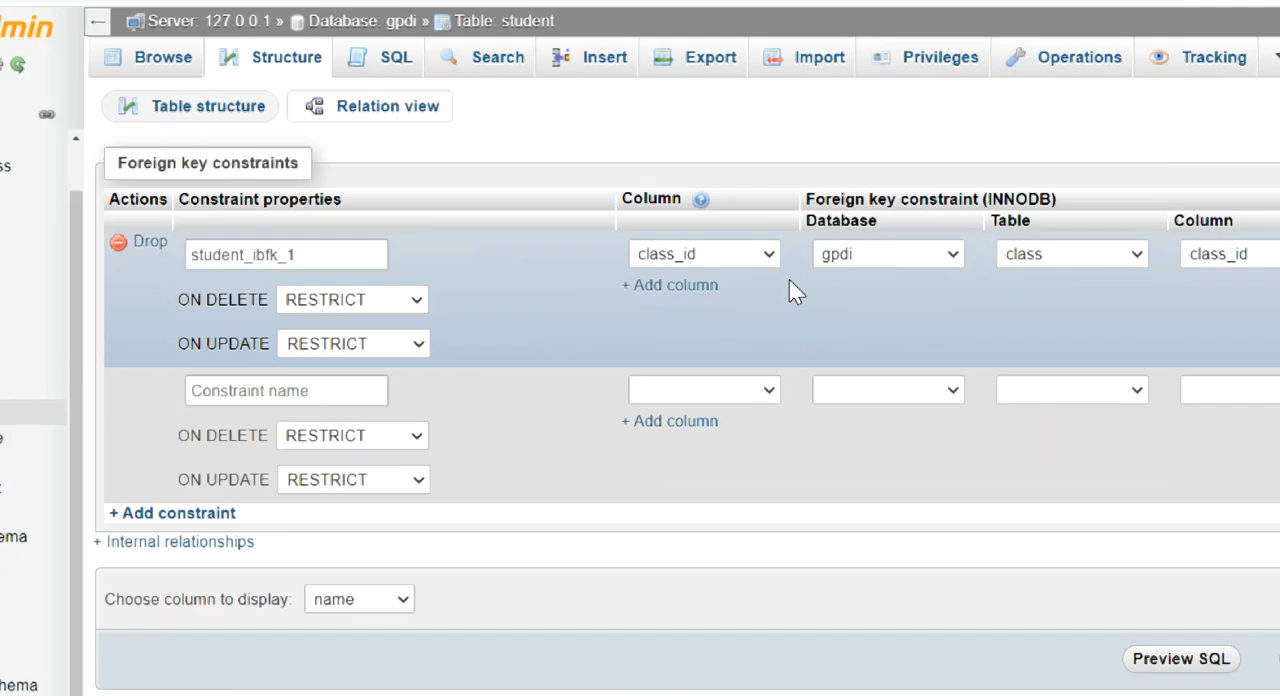 min
Server: 127.0.0.1 » Database: gpdi » Table: student
Browse Structure SQL Search Insert Export Import Privileges Operations Tracking
Table structure Relation view
ss
Foreign key constraints
Actions Constraint properties Column Foreign key constraint (INNODB)
Database Table Column
Drop student_ibfk_1 class_id gpdi class class_id
+ Add column
ON DELETE RESTRICT
ON UPDATE RESTRICT
Constraint name
+ Add column
ON DELETE RESTRICT
e
ON UPDATE RESTRICT
+ Add constraint
ema
+ Internal relationships
Choose column to display: name
Preview SQL
hema